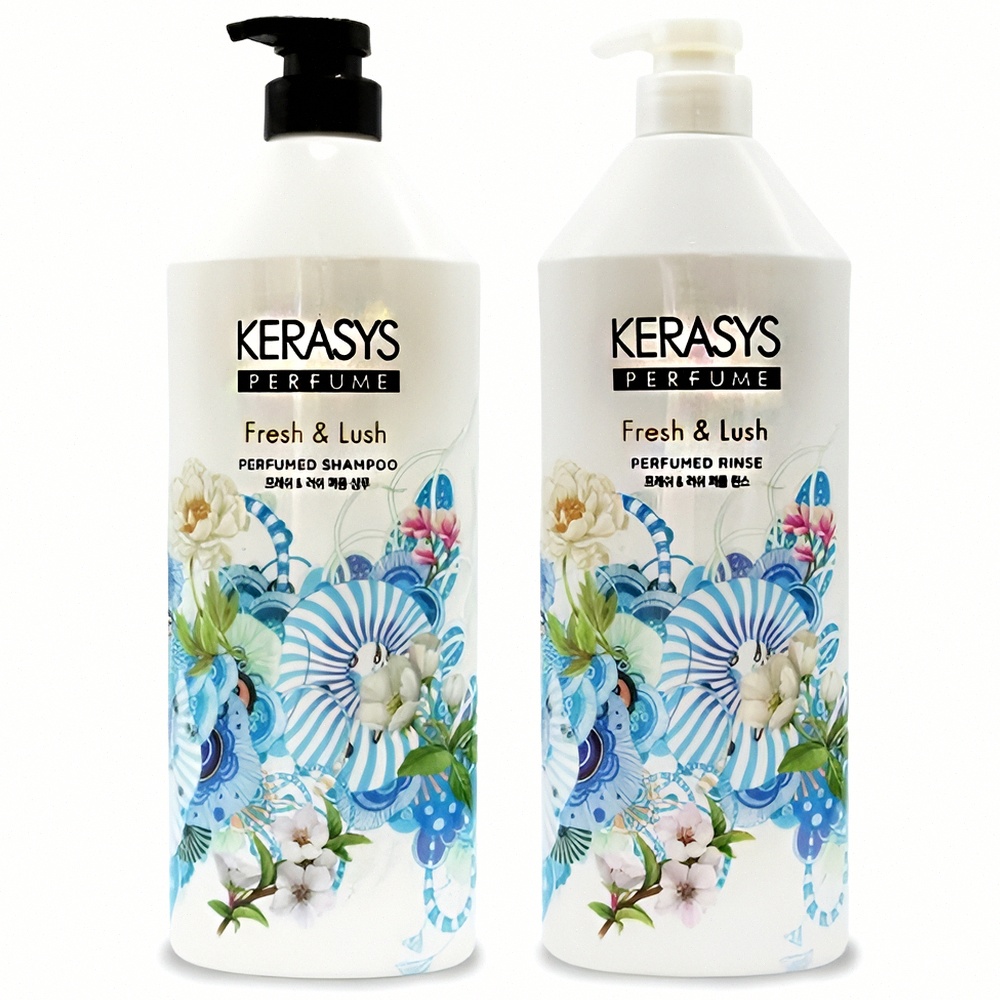 KERASYS
PERFUME
Fresh & Lush
PERFUMED SHAMPOO
프레쉬 & 러쉬 퍼퓸 샴푸
KERASYS
PERFUME
Fresh & Lush
PERFUMED RINSE
프레쉬 & 러쉬 퍼퓸 린스